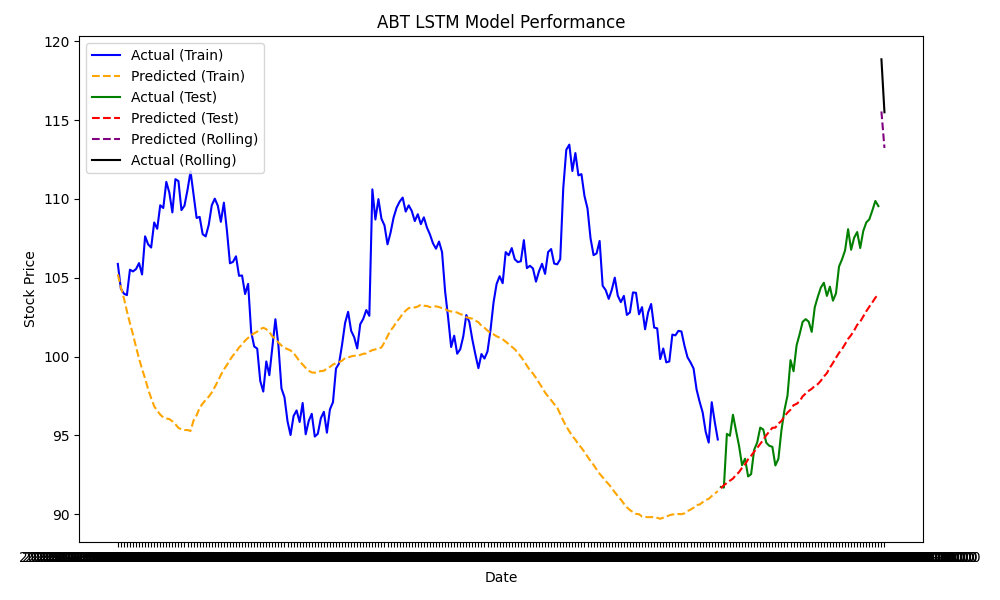 ABT LSTM Model Performance
Actual (Train)
Predicted (Train)
Actual (Test)
Predicted (Test)
Predicted (Rolling)
Actual (Rolling)
120
115
110
105
100
95
90
Stock Price
Date